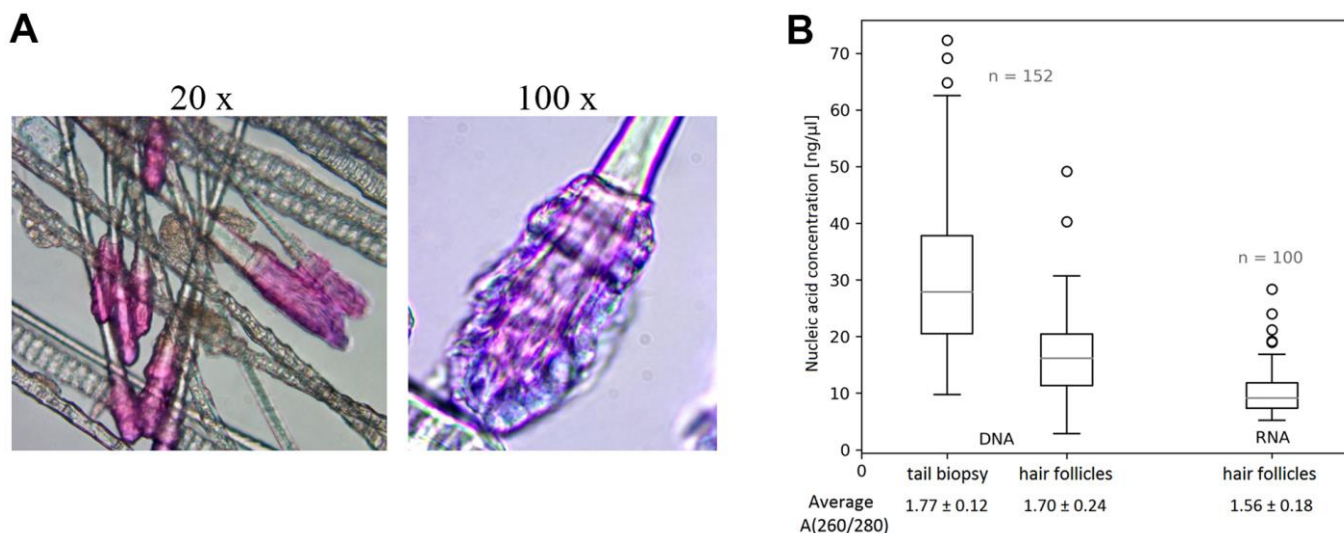 A
20 x
100 x
B
Nucleic acid concentration [ng/µl]
70
60
50
40
30
20
10
0
n = 152
n = 100
DNA
RNA
0
tail biopsy hair follicles hair follicles
Average
A(260/280)
1.77 ± 0.12 1.70 ± 0.24 1.56 ± 0.18